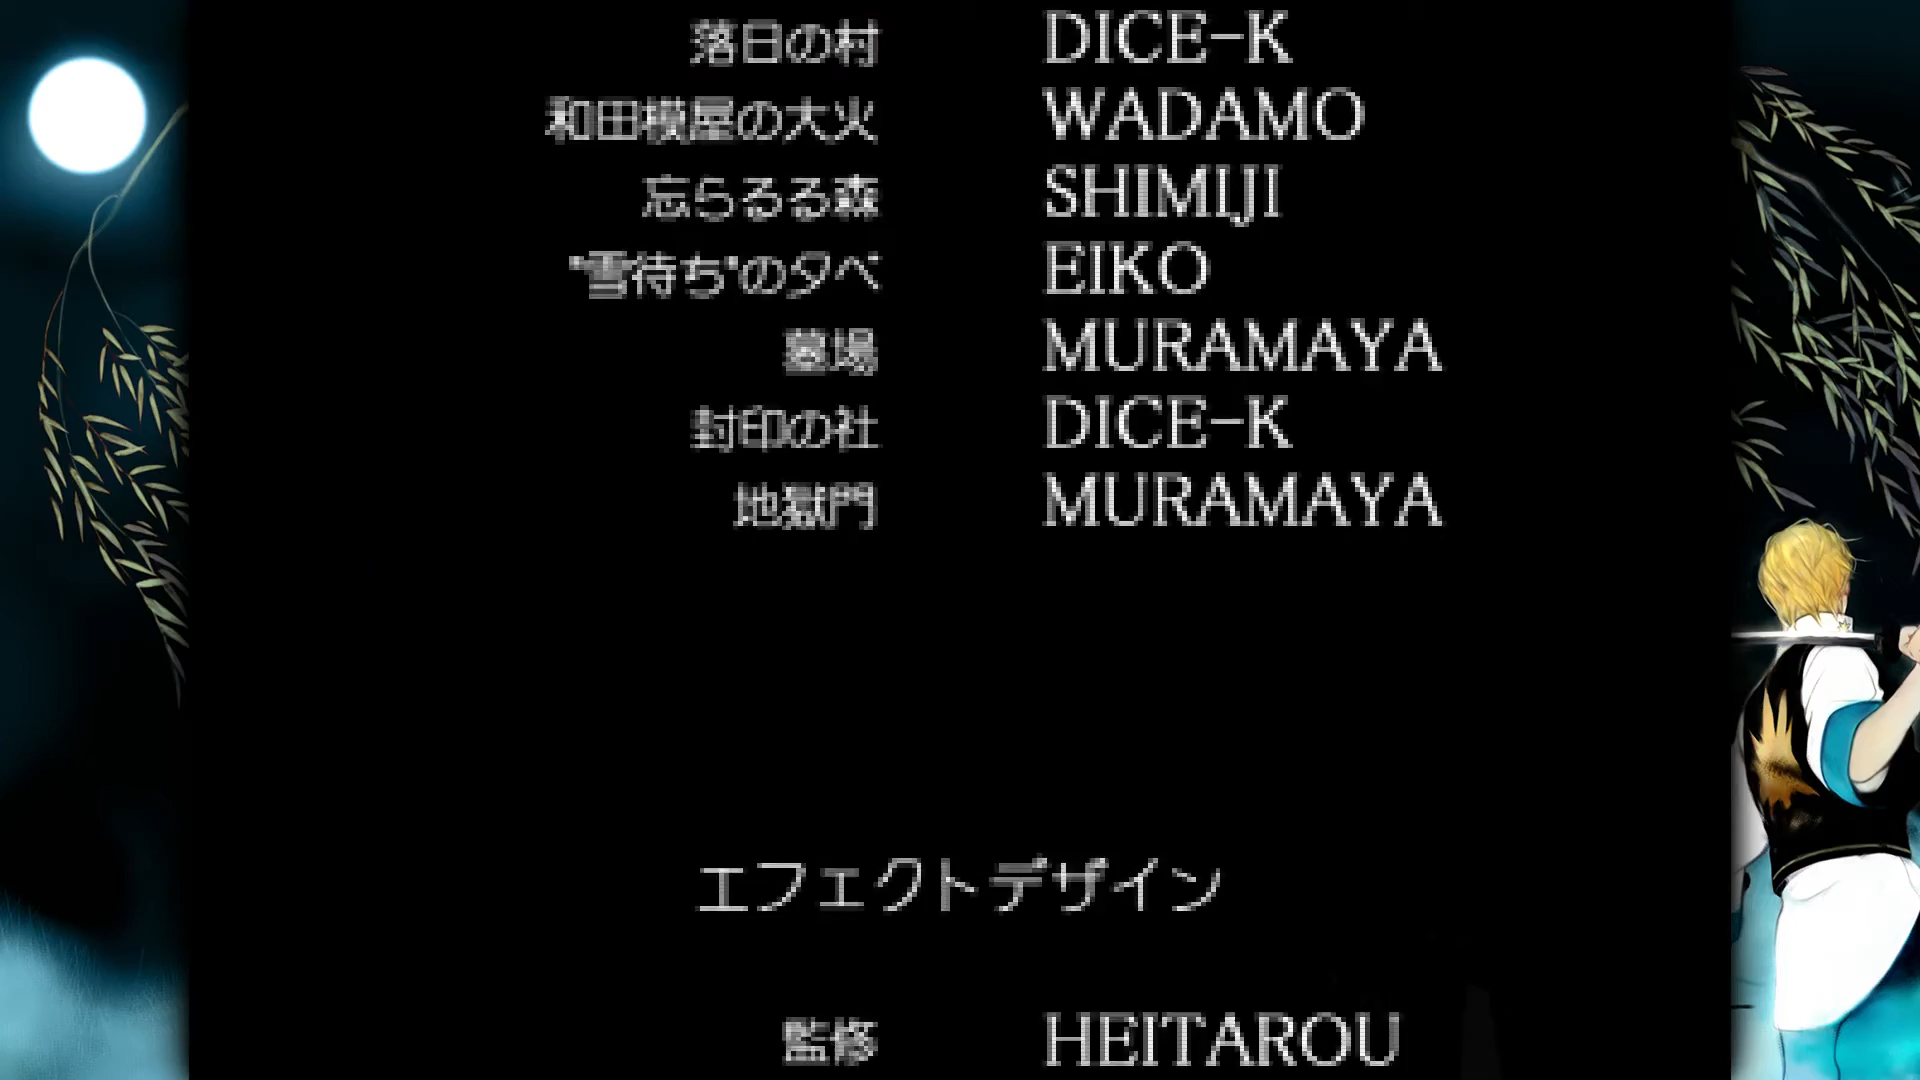 落日の村 DICE-K
和田模屋の大火 WADAMO
忘らるる森 SHIMIJI
"雪待ち"の夕べ EIKO
墓場 MURAMAYA
封印の社 DICE-K
地獄門 MURAMAYA
エフェクトデザイン
監修 HEITAROU